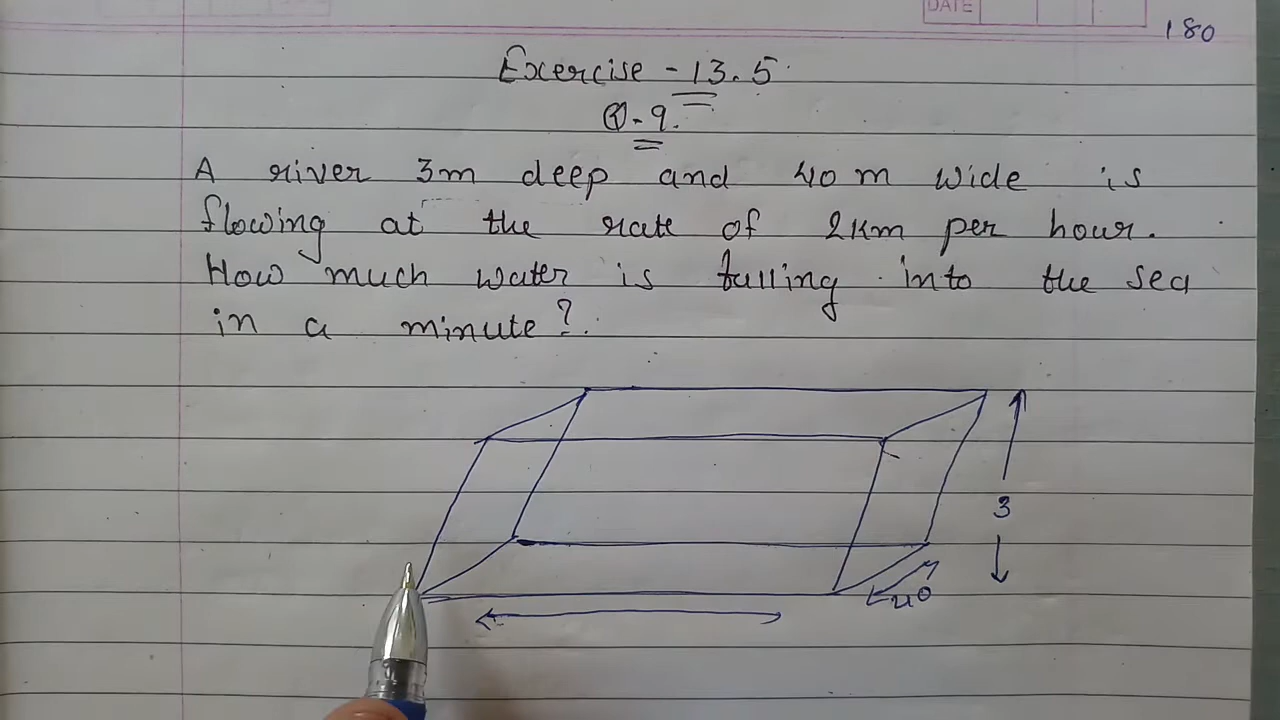 DATE
180
Exercise - 13.5
Q-9.
A river 3m deep and 40 m wide is
flowing at the rate of 2Km per hour.
How much water is falling into the sea
in a minute?
3
40